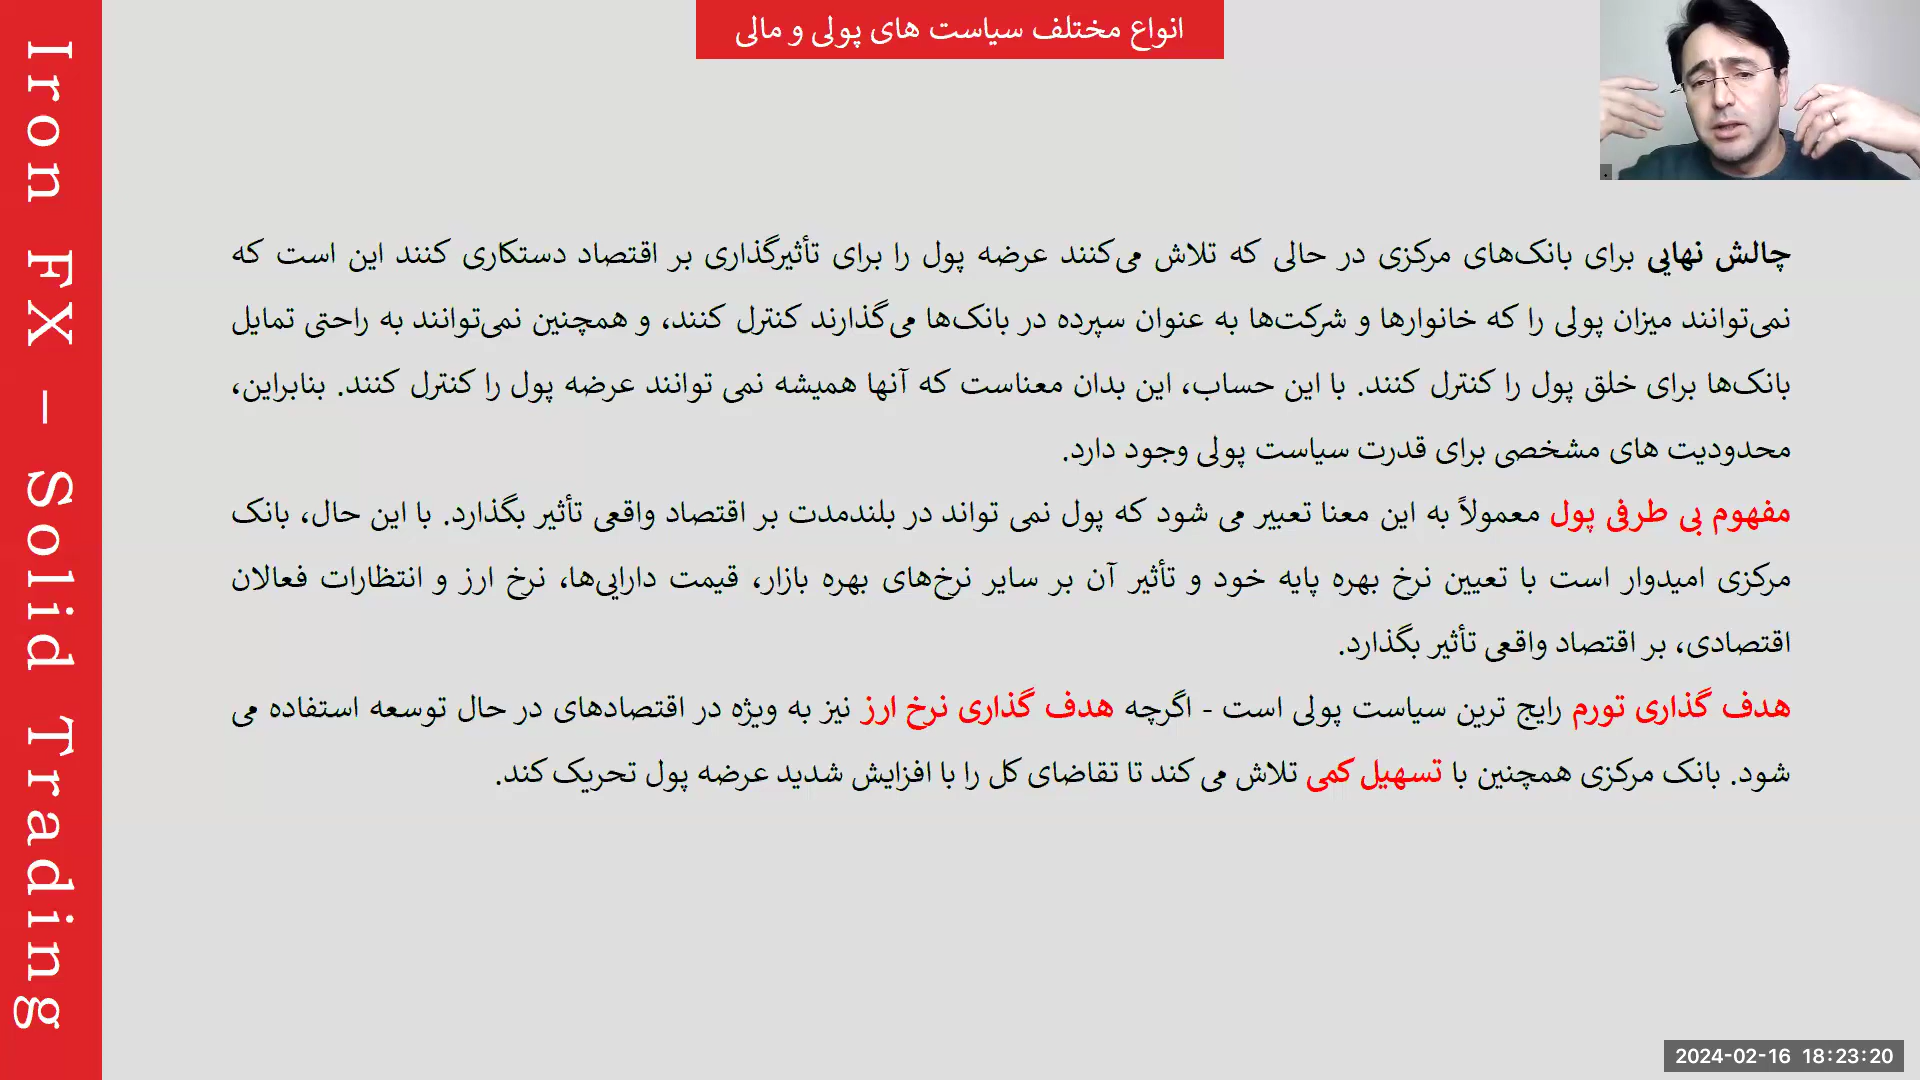 انواع مختلف سیاست های پولی و مالی
Iron FX – Solid Trading
چالش نهایی برای بانک‌های مرکزی در حالی که تلاش می‌کنند عرضه پول را برای تأثیرگذاری بر اقتصاد دستکاری کنند این است که
نمی‌توانند میزان پولی را که خانوارها و شرکت‌ها به عنوان سپرده در بانک‌ها می‌گذارند کنترل کنند، و همچنین نمی‌توانند به راحتی تمایل
بانک‌ها برای خلق پول را کنترل کنند. با این حساب، این بدان معناست که آنها همیشه نمی توانند عرضه پول را کنترل کنند. بنابراین،
محدودیت های مشخصی برای قدرت سیاست پولی وجود دارد.
مفهوم بی طرفی پول معمولاً به این معنا تعبیر می شود که پول نمی تواند در بلندمدت بر اقتصاد واقعی تأثیر بگذارد. با این حال، بانک
مرکزی امیدوار است با تعیین نرخ بهره پایه خود و تأثیر آن بر سایر نرخ‌های بهره بازار، قیمت دارایی‌ها، نرخ ارز و انتظارات فعالان
اقتصادی، بر اقتصاد واقعی تأثیر بگذارد.
هدف گذاری تورم رایج ترین سیاست پولی است - اگرچه هدف گذاری نرخ ارز نیز به ویژه در اقتصادهای در حال توسعه استفاده می
شود. بانک مرکزی همچنین با تسهیل کمی تلاش می کند تا تقاضای کل را با افزایش شدید عرضه پول تحریک کند.
2024-02-16 18:23:20